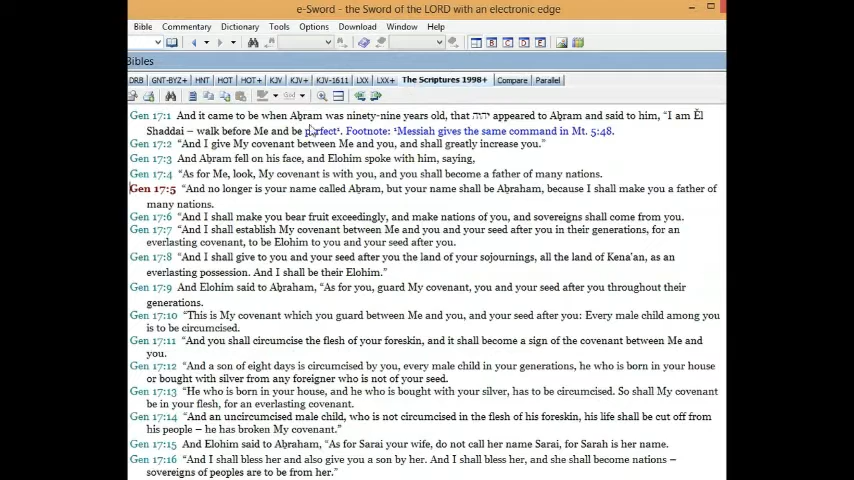 e-Sword - the Sword of the LORD with an electronic edge
Bible Commentary Dictionary Tools Options Download Window Help
Bibles
DRB GNT-BYZ+ HNT HOT HOT+ KJV KJV+ KJV-1611 LXX LXX+ The Scriptures 1998+ Compare Parallel
Gen 17:1 And it came to be when Aḇram was ninety-nine years old, that יהוה appeared to Aḇram and said to him, “I am Ěl
Shaddai – walk before Me and be perfect¹. Footnote: ¹Messiah gives the same command in Mt. 5:48.
Gen 17:2 “And I give My covenant between Me and you, and shall greatly increase you.”
Gen 17:3 And Aḇram fell on his face, and Elohim spoke with him, saying,
Gen 17:4 “As for Me, look, My covenant is with you, and you shall become a father of many nations.
Gen 17:5 “And no longer is your name called Aḇram, but your name shall be Aḇraham, because I shall make you a father of
many nations.
Gen 17:6 “And I shall make you bear fruit exceedingly, and make nations of you, and sovereigns shall come from you.
Gen 17:7 “And I shall establish My covenant between Me and you and your seed after you in their generations, for an
everlasting covenant, to be Elohim to you and your seed after you.
Gen 17:8 “And I shall give to you and your seed after you the land of your sojournings, all the land of Kena‛an, as an
everlasting possession. And I shall be their Elohim.”
Gen 17:9 And Elohim said to Aḇraham, “As for you, guard My covenant, you and your seed after you throughout their
generations.
Gen 17:10 “This is My covenant which you guard between Me and you, and your seed after you: Every male child among you
is to be circumcised.
Gen 17:11 “And you shall circumcise the flesh of your foreskin, and it shall become a sign of the covenant between Me and
you.
Gen 17:12 “And a son of eight days is circumcised by you, every male child in your generations, he who is born in your house
or bought with silver from any foreigner who is not of your seed.
Gen 17:13 “He who is born in your house, and he who is bought with your silver, has to be circumcised. So shall My covenant
be in your flesh, for an everlasting covenant.
Gen 17:14 “And an uncircumcised male child, who is not circumcised in the flesh of his foreskin, his life shall be cut off from
his people – he has broken My covenant.”
Gen 17:15 And Elohim said to Aḇraham, “As for Sarai your wife, do not call her name Sarai, for Sarah is her name.
Gen 17:16 “And I shall bless her and also give you a son by her. And I shall bless her, and she shall become nations –
sovereigns of peoples are to be from her.”